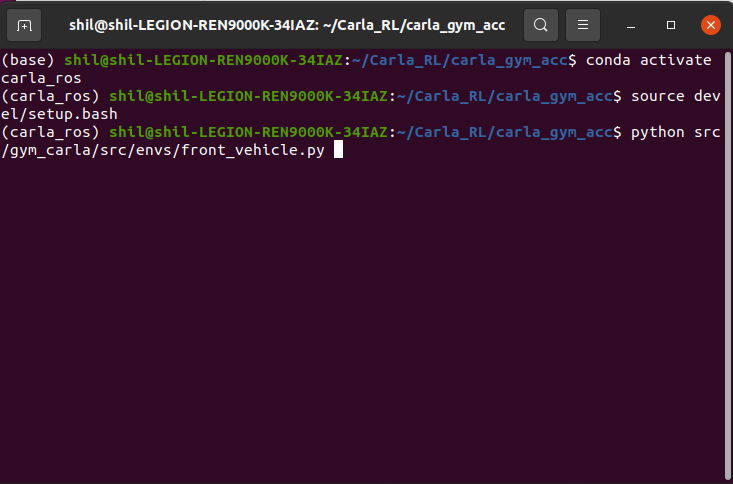 shil@shil-LEGION-REN9000K-34IAZ: ~/Carla_RL/carla_gym_acc
(base) shil@shil-LEGION-REN9000K-34IAZ:~/Carla_RL/carla_gym_acc$ conda activate
carla_ros
(carla_ros) shil@shil-LEGION-REN9000K-34IAZ:~/Carla_RL/carla_gym_acc$ source dev
el/setup.bash
(carla_ros) shil@shil-LEGION-REN9000K-34IAZ:~/Carla_RL/carla_gym_acc$ python src
/gym_carla/src/envs/front_vehicle.py